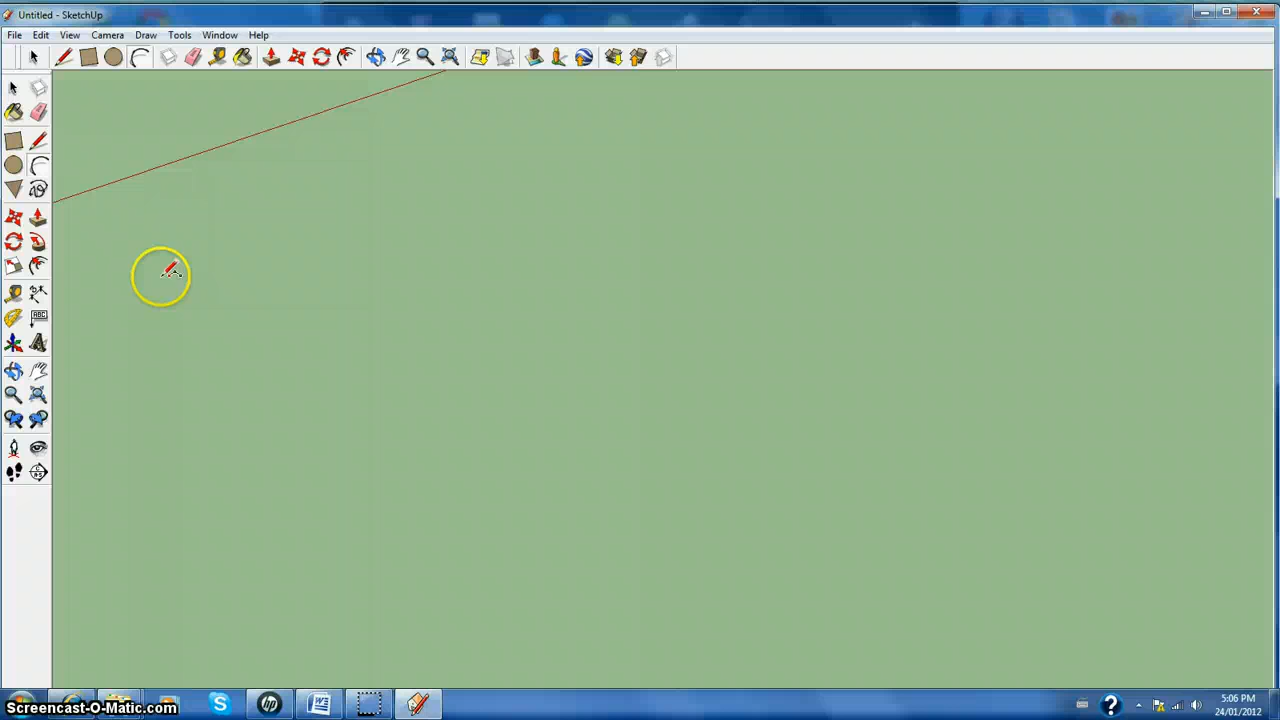 Untitled - SketchUp
File Edit View Camera Draw Tools Window Help
ABC
5:06 PM
24/01/2012
Screencast-O-Matic.com